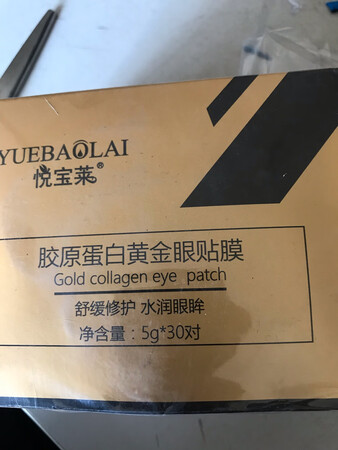 YUEBAOLAI
悦宝莱®
胶原蛋白黄金眼贴膜
Gold collagen eye patch
舒缓修护 水润眼眸
净含量：5g*30对